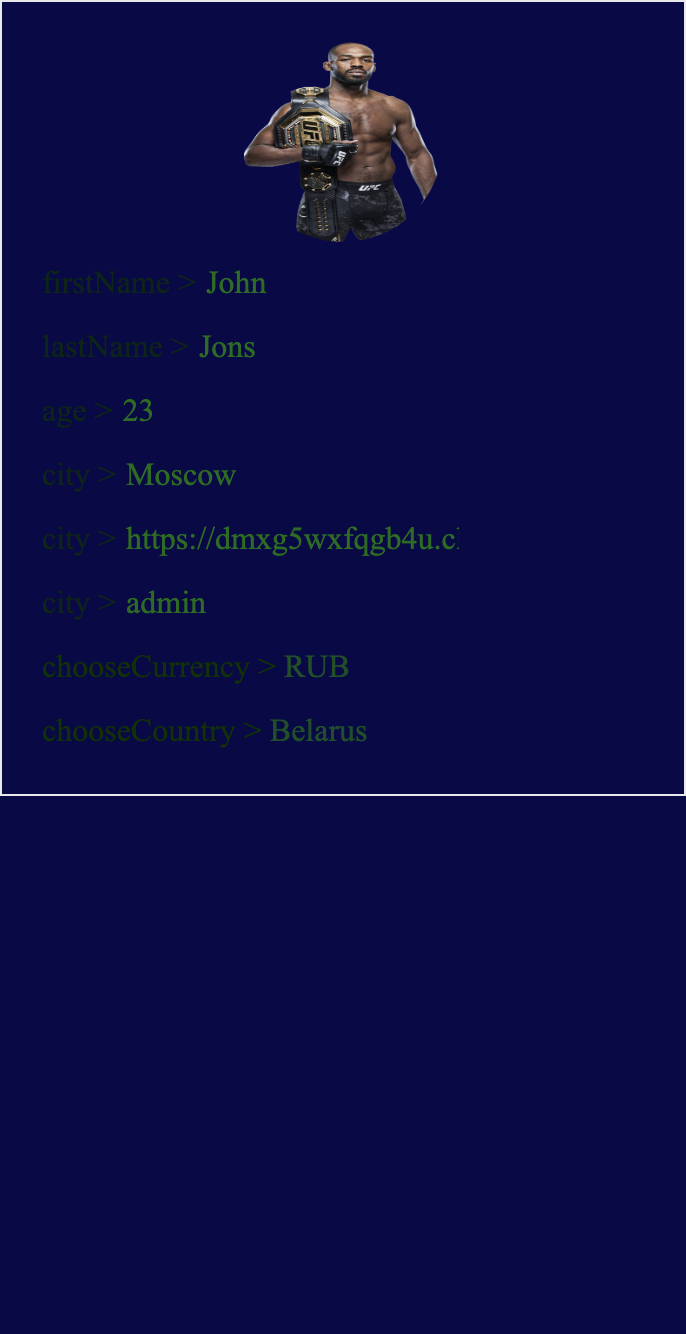 UFC
UFC
UFC
firstName > John
lastName > Jons
age > 23
city > Moscow
city > https://dmxg5wxfqgb4u.c
city > admin
chooseCurrency > RUB
chooseCountry > Belarus